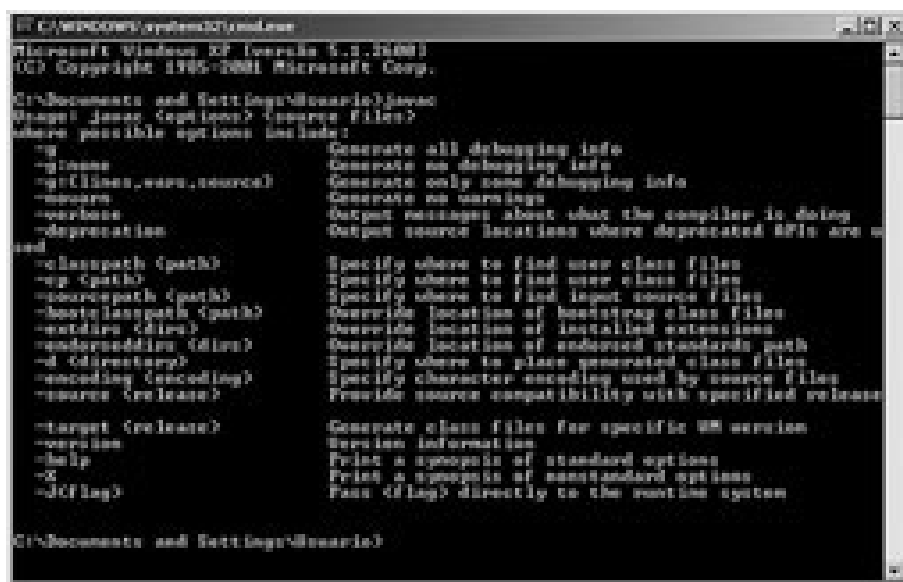 C:\WINDOWS\system32\cmd.exe
Microsoft Windows XP [versão 5.1.2600]
(C) Copyright 1985-2001 Microsoft Corp.
C:\Documents and Settings\Usuario>javac
Usage: javac <options> <source files>
where possible options include:
-g Generate all debugging info
-g:none Generate no debugging info
-g:{lines,vars,source} Generate only some debugging info
-nowarn Generate no warnings
-verbose Output messages about what the compiler is doing
-deprecation Output source locations where deprecated APIs are u
sed
-classpath <path> Specify where to find user class files
-cp <path> Specify where to find user class files
-sourcepath <path> Specify where to find input source files
-bootclasspath <path> Override location of bootstrap class files
-extdirs <dirs> Override location of installed extensions
-endorseddirs <dirs> Override location of endorsed standards path
-d <directory> Specify where to place generated class files
-encoding <encoding> Specify character encoding used by source files
-source <release> Provide source compatibility with specified release
-target <release> Generate class files for specific VM version
-version Version information
-help Print a synopsis of standard options
-X Print a synopsis of nonstandard options
-J<flag> Pass <flag> directly to the runtime system
C:\Documents and Settings\Usuario>